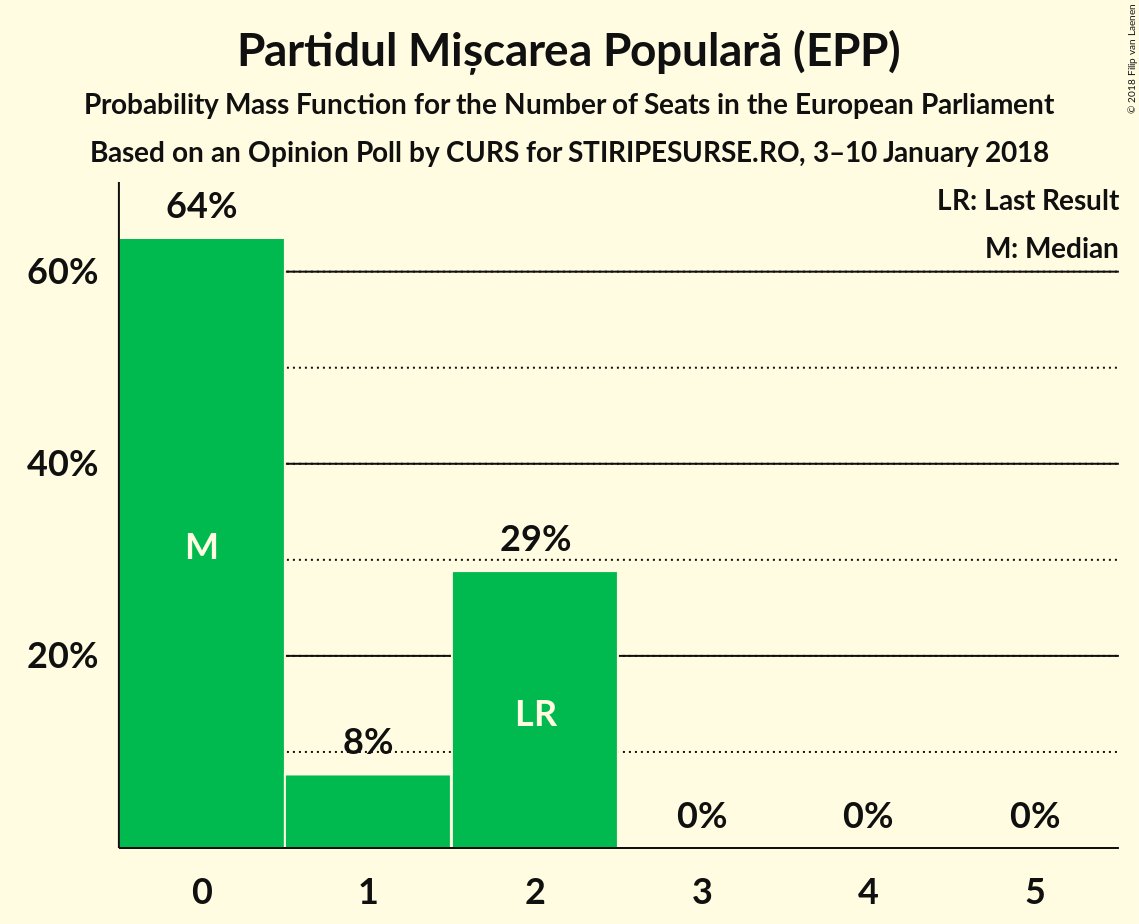 Partidul Mișcarea Populară (EPP)
Probability Mass Function for the Number of Seats in the European Parliament
Based on an Opinion Poll by CURS for STIRIPESURSE.RO, 3–10 January 2018
© 2018 Filip van Laenen
LR: Last Result
M: Median
64%
60%
40%
20%
M
8%
29%
LR
0%
0%
0%
0
1
2
3
4
5